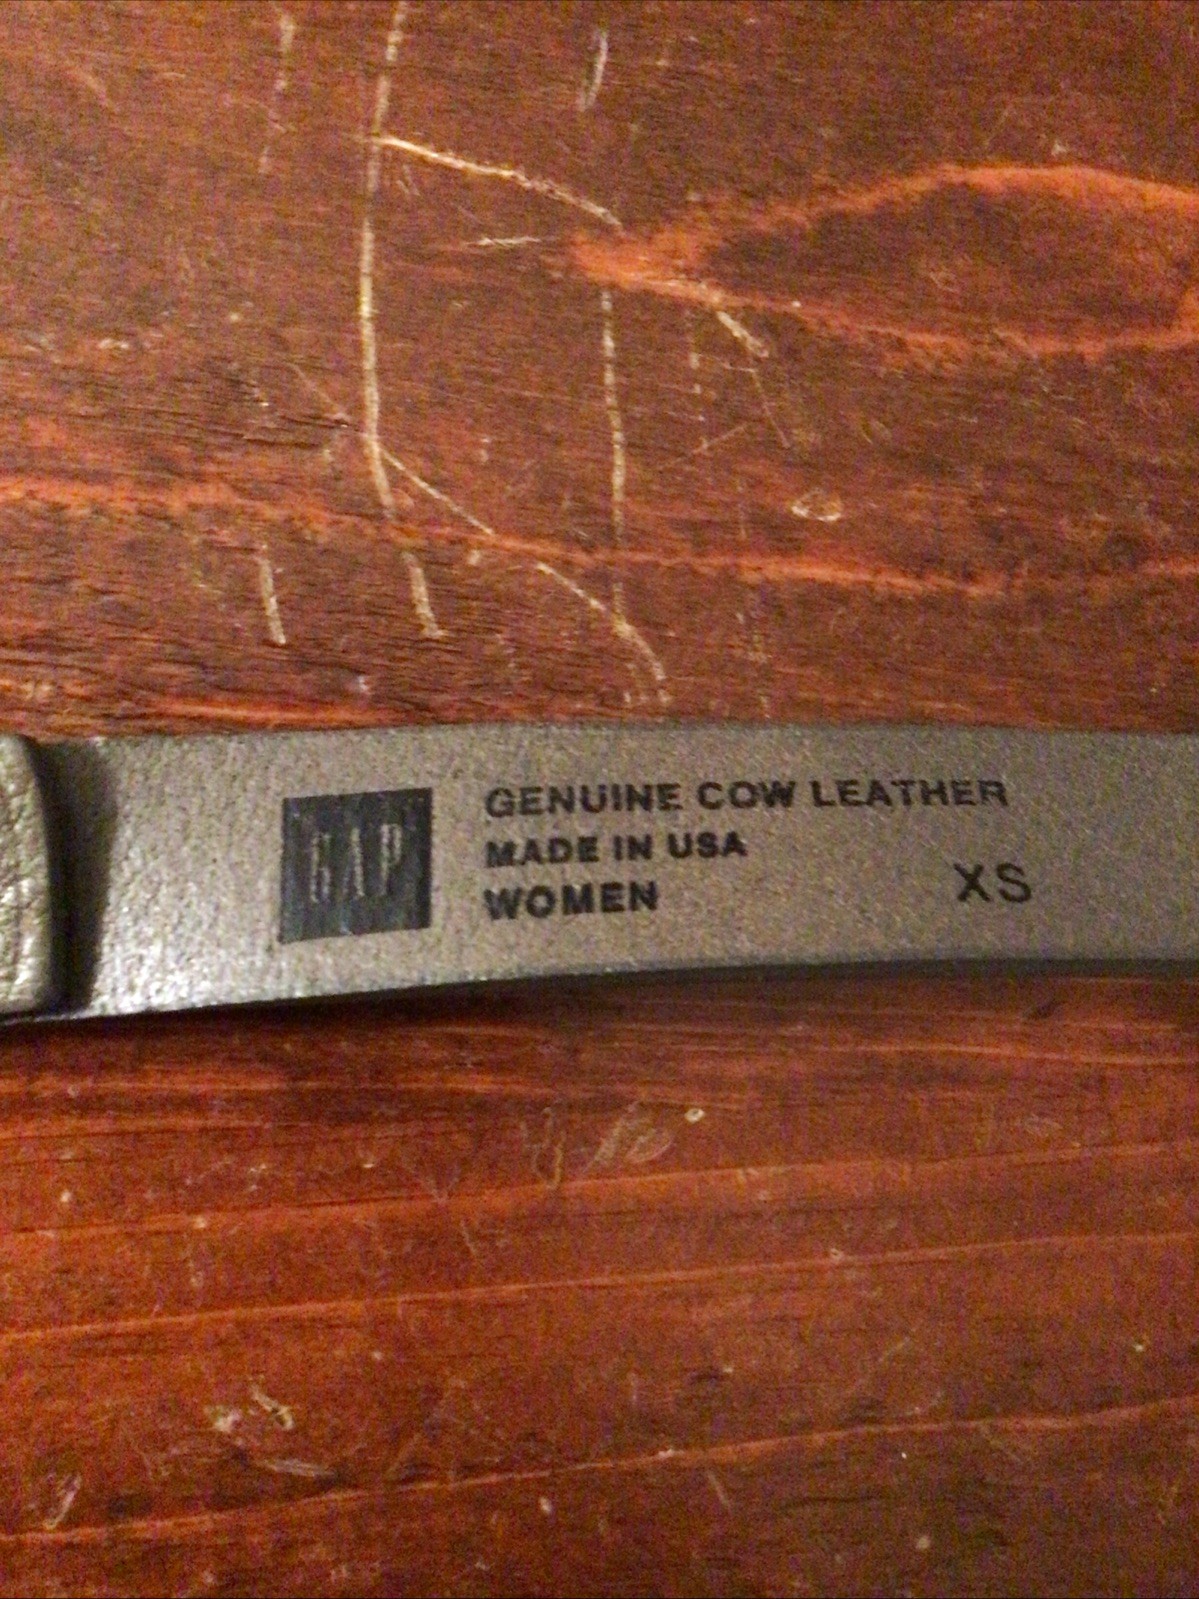 GAP
GENUINE COW LEATHER
MADE IN USA
WOMEN
XS